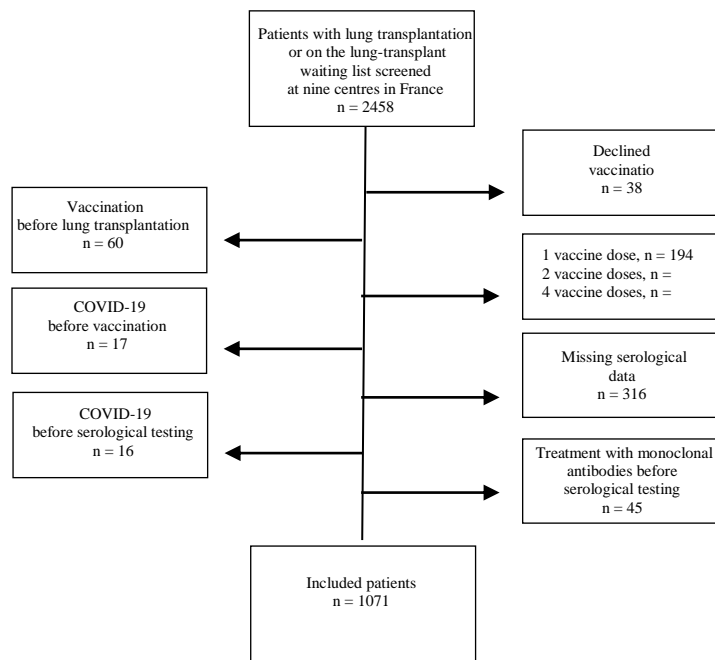 Patients with lung transplantation
or on the lung-transplant
waiting list screened
at nine centres in France
n = 2458
Declined
vaccinatio
n = 38
Vaccination
before lung transplantation
n = 60
1 vaccine dose, n = 194
2 vaccine doses, n =
4 vaccine doses, n =
COVID-19
before vaccination
n = 17
Missing serological
data
n = 316
COVID-19
before serological testing
n = 16
Treatment with monoclonal
antibodies before
serological testing
n = 45
Included patients
n = 1071